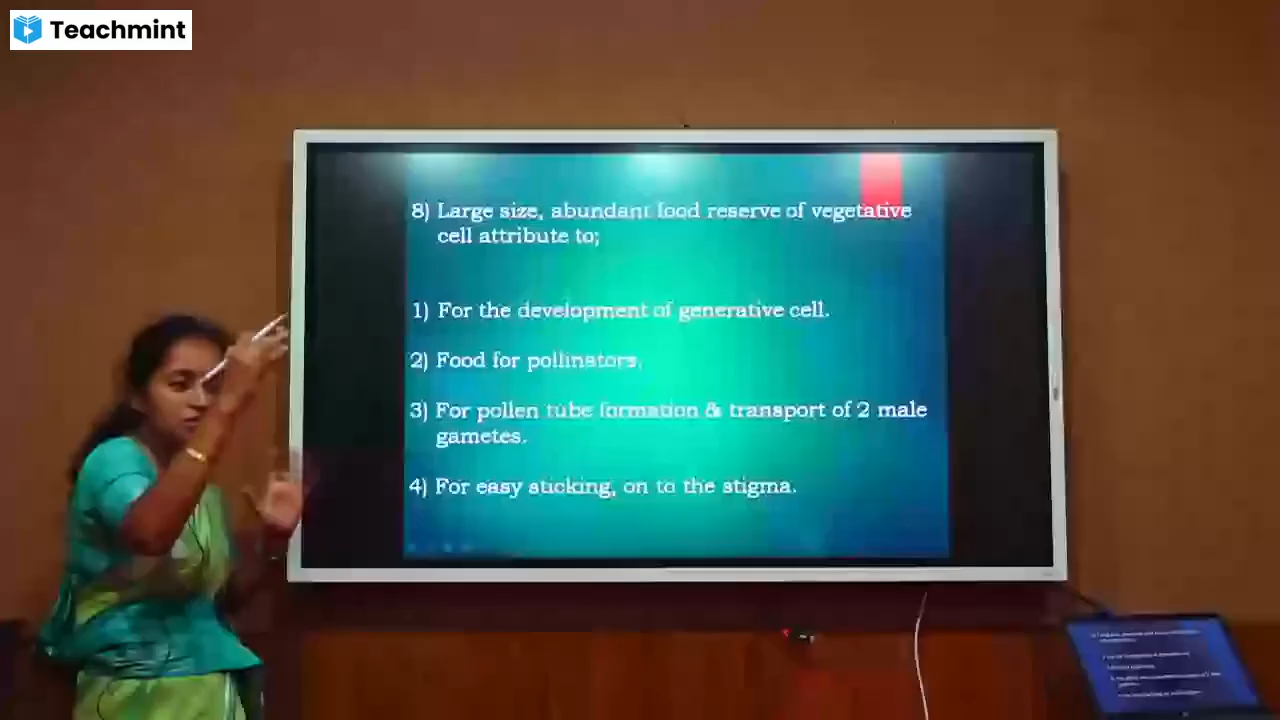 Teachmint
8) Large size, abundant food reserve of vegetative
cell attribute to;
1) For the development of generative cell.
2) Food for pollinators.
3) For pollen tube formation & transport of 2 male
gametes.
4) For easy sticking, on to the stigma.